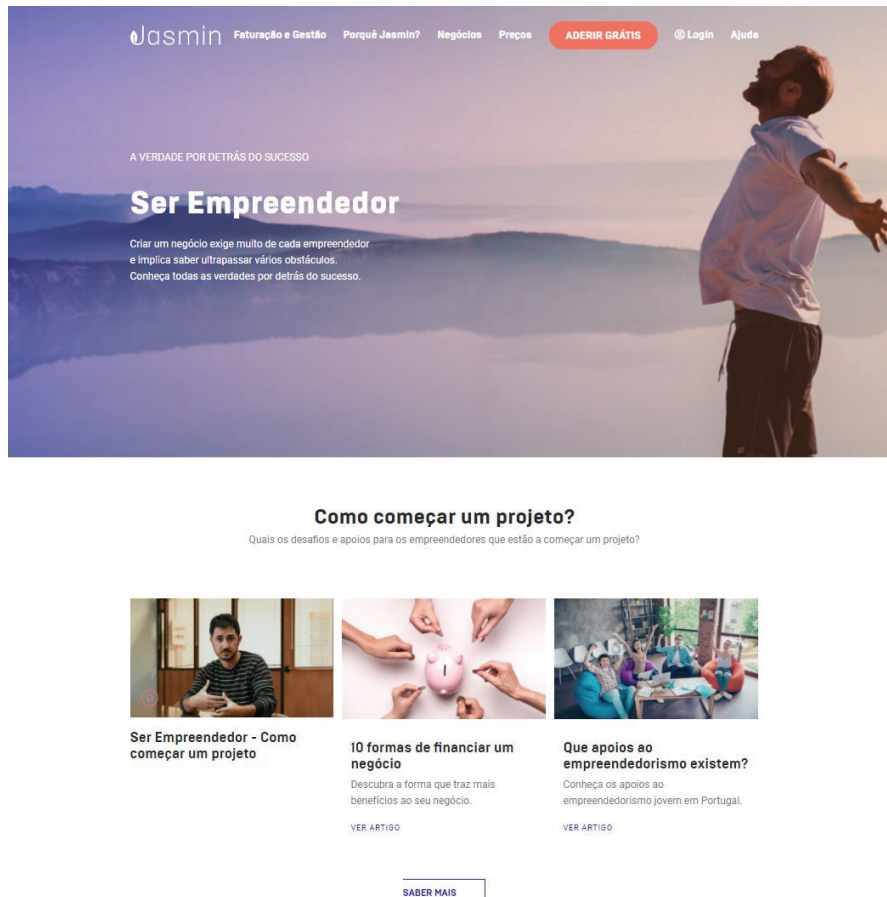 Jasmin Faturação e Gestão Porquê Jasmin? Negócios Preços ADERIR GRÁTIS Login Ajuda
A VERDADE POR DETRÁS DO SUCESSO
Ser Empreendedor
Criar um negócio exige muito de cada empreendedor
e implica saber ultrapassar vários obstáculos.
Conheça todas as verdades por detrás do sucesso.
Como começar um projeto?
Quais os desafios e apoios para os empreendedores que estão a começar um projeto?
Ser Empreendedor - Como
começar um projeto
10 formas de financiar um
negócio
Descubra a forma que traz mais
benefícios ao seu negócio.
VER ARTIGO
Que apoios ao
empreendedorismo existem?
Conheça os apoios ao
empreendedorismo jovem em Portugal.
VER ARTIGO
SABER MAIS